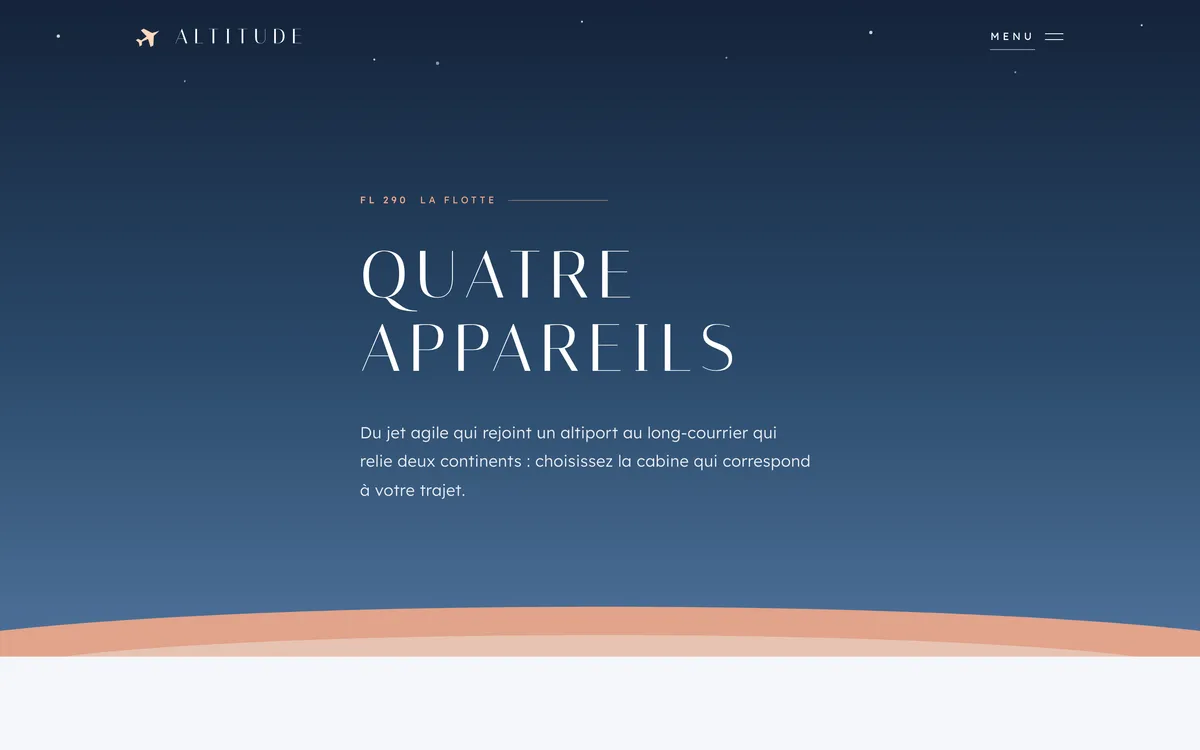 ALTITUDE
MENU
FL 290 LA FLOTTE
QUATRE
APPAREILS
Du jet agile qui rejoint un altiport au long-courrier qui
relie deux continents : choisissez la cabine qui correspond
à votre trajet.